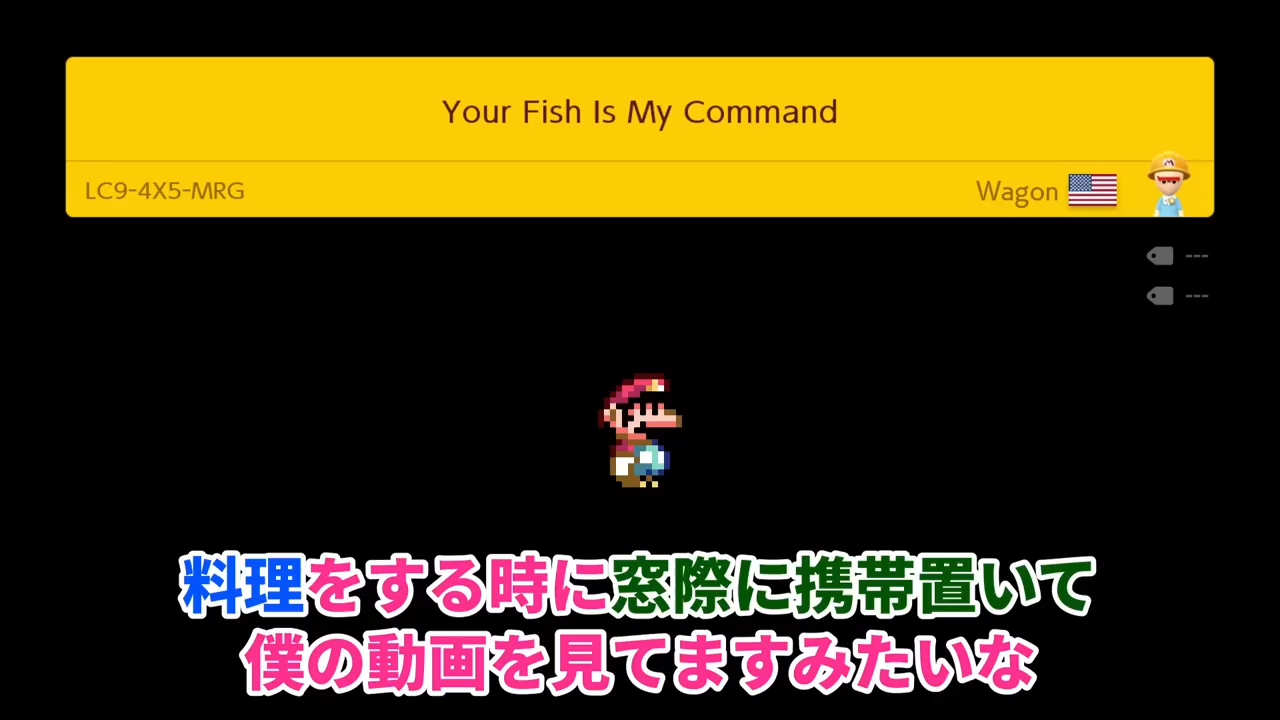 Your Fish Is My Command
LC9-4X5-MRG
Wagon
---
---
料理をする時に窓際に携帯置いて
僕の動画を見てますみたいな